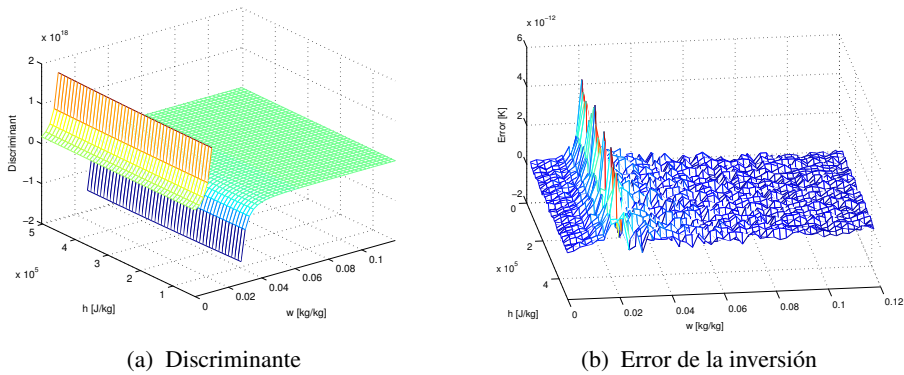 x 10^18
2
1
0
−1
−2
Discriminant
5
4
3
2
1
x 10^5
h [J/kg]
0
0.02
0.04
0.06
0.08
0.1
w [kg/kg]
(a) Discriminante
x 10^-12
6
4
2
0
−2
Error [K]
0
2
4
x 10^5
h [J/kg]
0
0.02
0.04
0.06
0.08
0.1
0.12
w [kg/kg]
(b) Error de la inversión